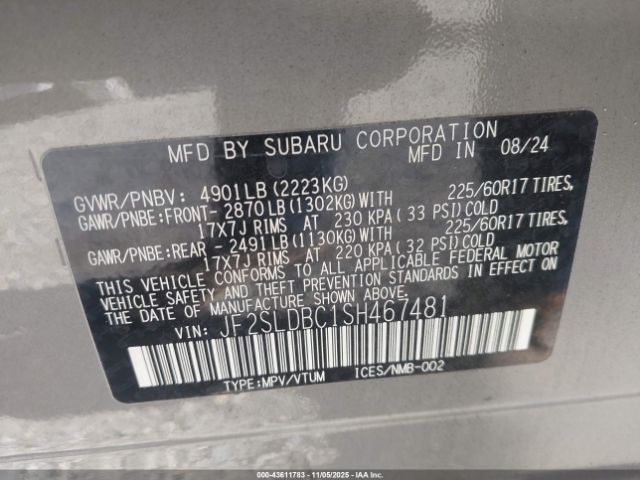 MFD BY SUBARU CORPORATION
MFD IN 08/24
GVWR/PNBV: 4901LB(2223KG)
GAWR/PNBE:FRONT- 2870LB(1302KG)WITH 225/60R17 TIRES,
17X7J RIMS AT 230 KPA( 33 PSI)COLD
GAWR/PNBE:REAR - 2491LB(1130KG)WITH 225/60R17 TIRES,
17X7J RIMS AT 220 KPA( 32 PSI)COLD
THIS VEHICLE CONFORMS TO ALL APPLICABLE FEDERAL MOTOR
VEHICLE SAFETY AND THEFT PREVENTION STANDARDS IN EFFECT ON
THE DATE OF MANUFACTURE SHOWN ABOVE.
VIN: JF2SLDBC1SH467481
TYPE:MPV/VTUM ICES/NMB-002
000-43611783 - 11/05/2025 - IAA Inc.